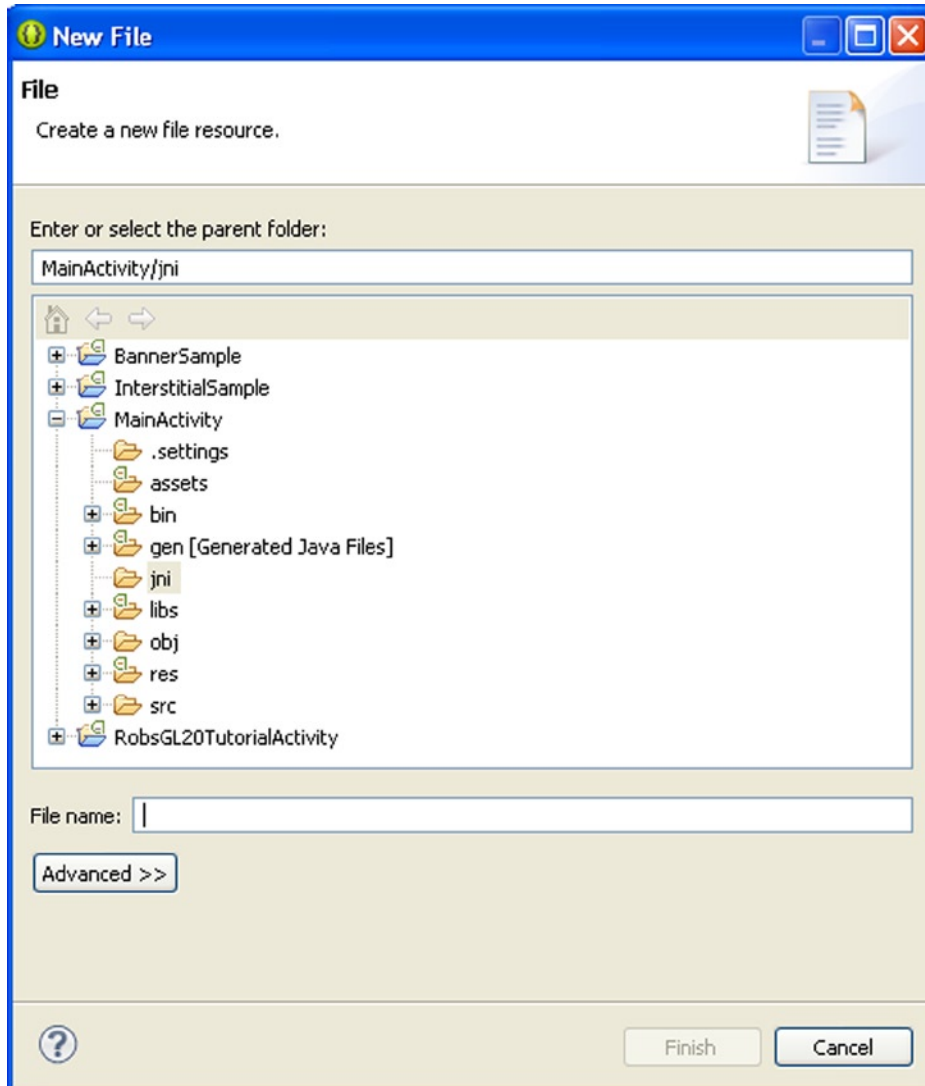 New File
File
Create a new file resource.
Enter or select the parent folder:
MainActivity/jni
BannerSample
InterstitialSample
MainActivity
.settings
assets
bin
gen [Generated Java Files]
jni
libs
obj
res
src
RobsGL20TutorialActivity
File name:
Advanced >>
Finish
Cancel